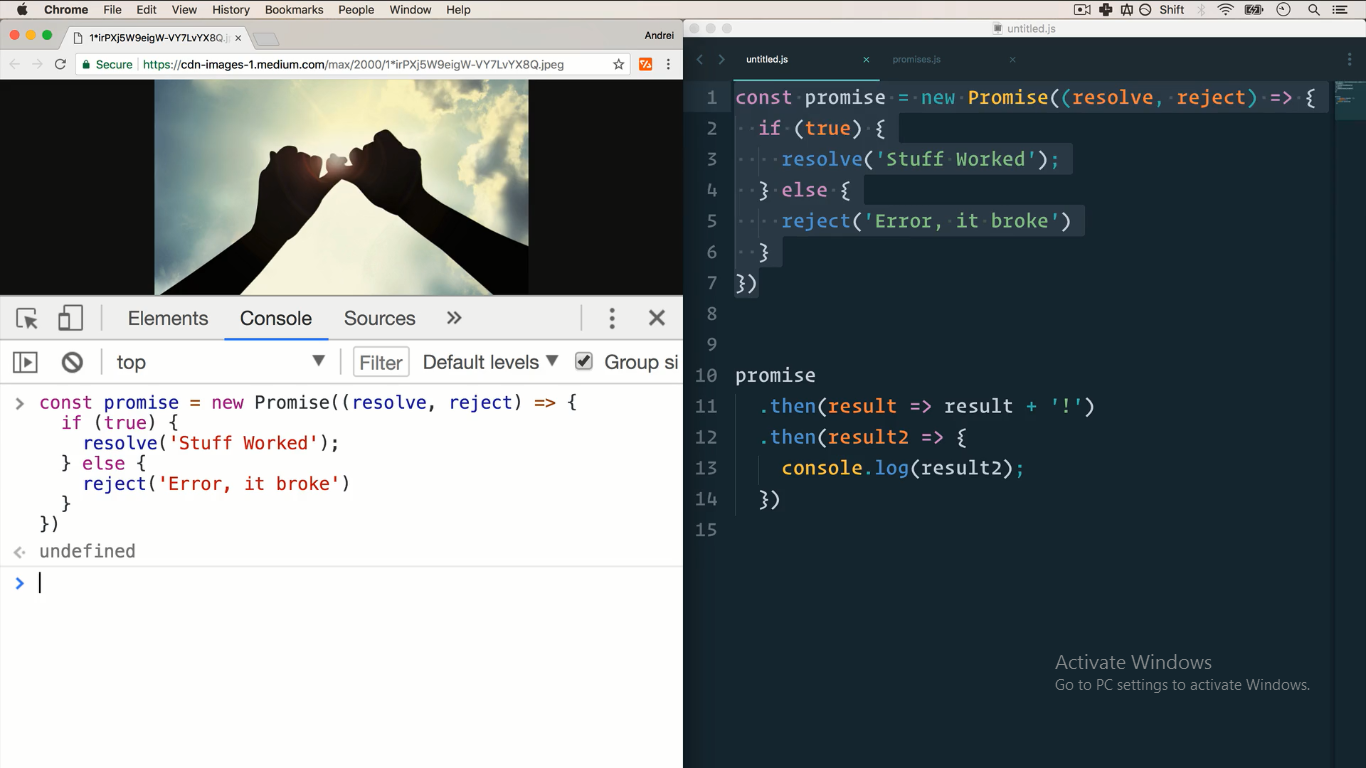 Chrome File Edit View History Bookmarks People Window Help Shift
1*irPXj5W9eigW-VY7LvYX8Q.j Andrei
Secure https://cdn-images-1.medium.com/max/2000/1*irPXj5W9eigW-VY7LvYX8Q.jpeg
Elements Console Sources
top Filter Default levels Group si
const promise = new Promise((resolve, reject) => {
if (true) {
resolve('Stuff Worked');
} else {
reject('Error, it broke')
}
})
undefined
untitled.js
untitled.js promises.js
1 const promise = new Promise((resolve, reject) => {
2 if (true) {
3 resolve('Stuff Worked');
4 } else {
5 reject('Error, it broke')
6 }
7 })
8
9
10 promise
11 .then(result => result + '!')
12 .then(result2 => {
13 console.log(result2);
14 })
15
Activate Windows
Go to PC settings to activate Windows.